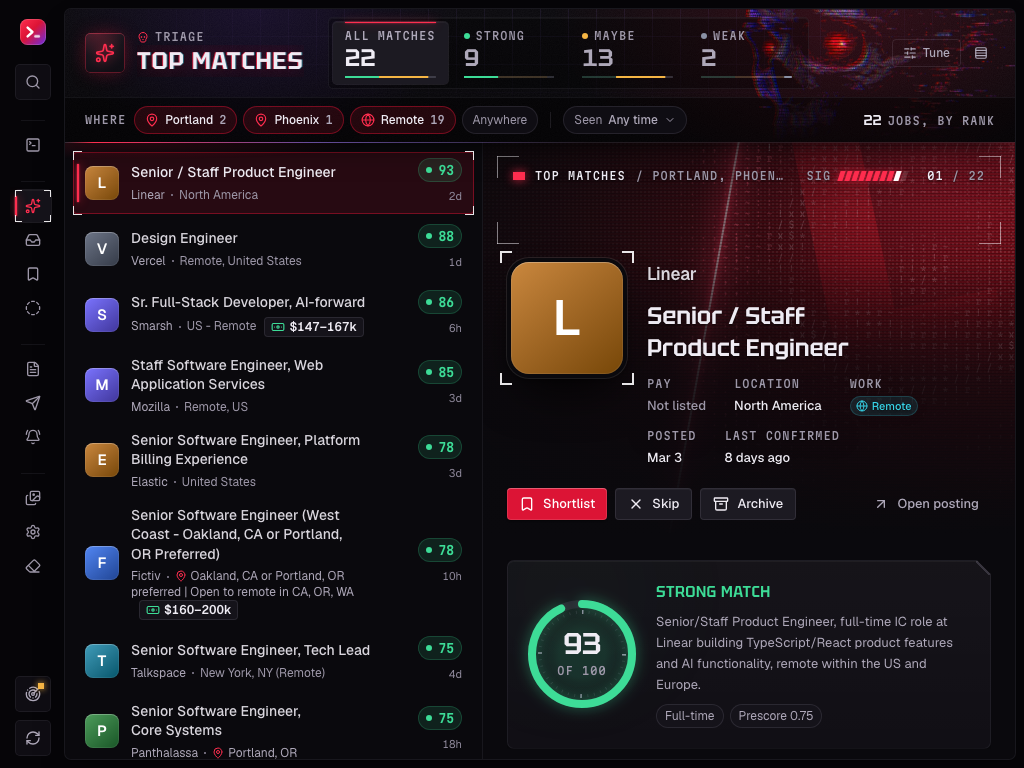 TRIAGE
TOP MATCHES
ALL MATCHES
22
STRONG
9
MAYBE
13
WEAK
2
Tune
WHERE
Portland 2
Phoenix 1
Remote 19
Anywhere
Seen Any time
22 JOBS, BY RANK
L
Senior / Staff Product Engineer
93
Linear · North America
2d
V
Design Engineer
88
Vercel · Remote, United States
1d
S
Sr. Full-Stack Developer, AI-forward
86
Smarsh · US - Remote
$147–167k
6h
M
Staff Software Engineer, Web
Application Services
85
Mozilla · Remote, US
3d
E
Senior Software Engineer, Platform
Billing Experience
78
Elastic · United States
3d
F
Senior Software Engineer (West
Coast - Oakland, CA or Portland,
OR Preferred)
78
Fictiv · Oakland, CA or Portland, OR
preferred | Open to remote in CA, OR, WA
10h
$160–200k
T
Senior Software Engineer, Tech Lead
75
Talkspace · New York, NY (Remote)
4d
P
Senior Software Engineer,
Core Systems
75
Panthalassa · Portland, OR
18h
TOP MATCHES / PORTLAND, PHOEN…
SIG
01 / 22
L
Linear
Senior / Staff
Product Engineer
PAY
Not listed
LOCATION
North America
WORK
Remote
POSTED
Mar 3
LAST CONFIRMED
8 days ago
Shortlist
Skip
Archive
Open posting
93
OF 100
STRONG MATCH
Senior/Staff Product Engineer, full-time IC role at
Linear building TypeScript/React product features
and AI functionality, remote within the US and
Europe.
Full-time
Prescore 0.75